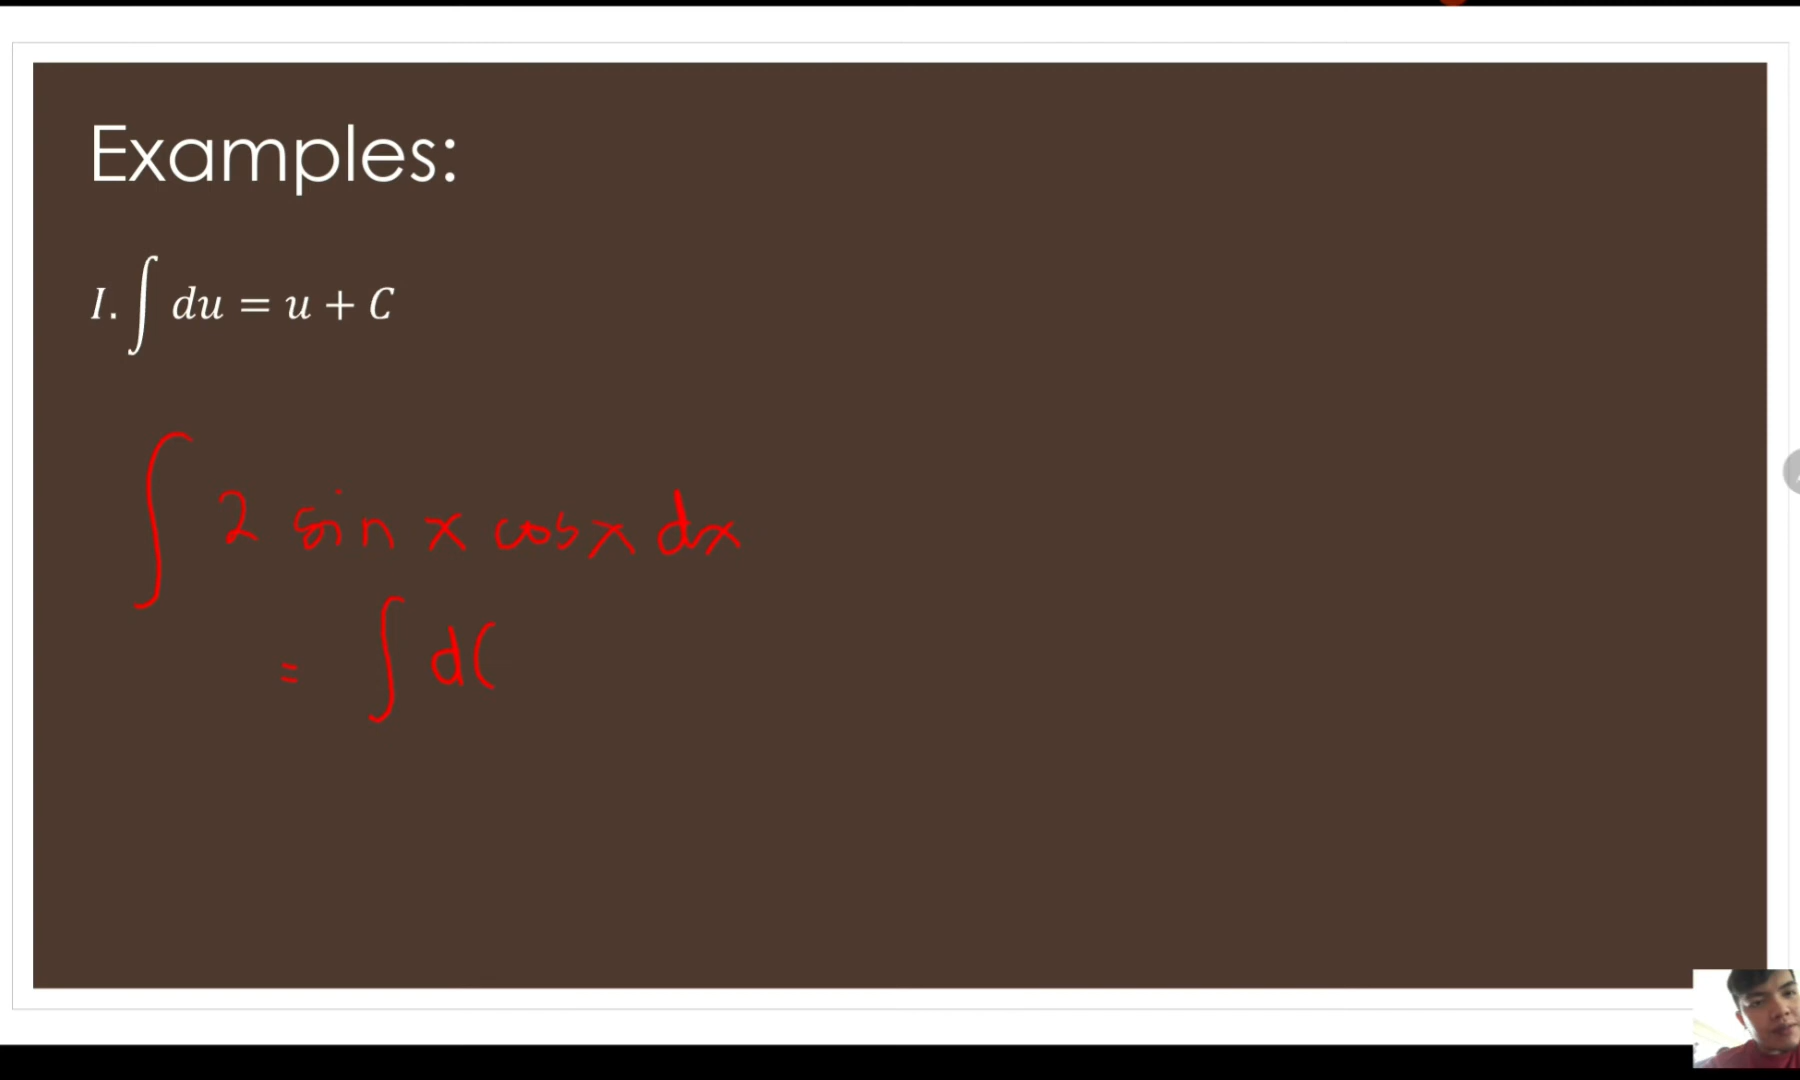 Examples:
I. ∫ du = u + C
∫ 2 sin x cos x dx
= ∫ d(